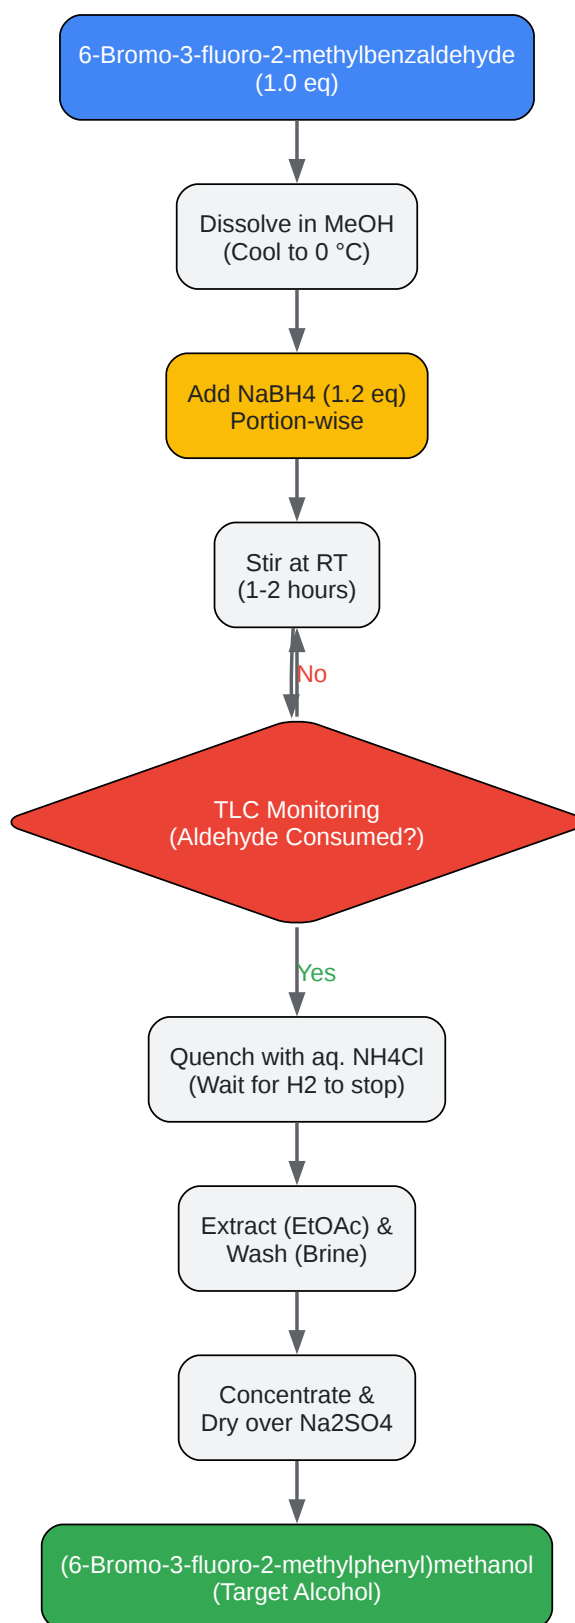 6-Bromo-3-fluoro-2-methylbenzaldehyde
(1.0 eq)
Dissolve in MeOH
(Cool to 0 °C)
Add NaBH4 (1.2 eq)
Portion-wise
Stir at RT
(1-2 hours)
No
TLC Monitoring
(Aldehyde Consumed?)
Yes
Quench with aq. NH4Cl
(Wait for H2 to stop)
Extract (EtOAc) &
Wash (Brine)
Concentrate &
Dry over Na2SO4
(6-Bromo-3-fluoro-2-methylphenyl)methanol
(Target Alcohol)